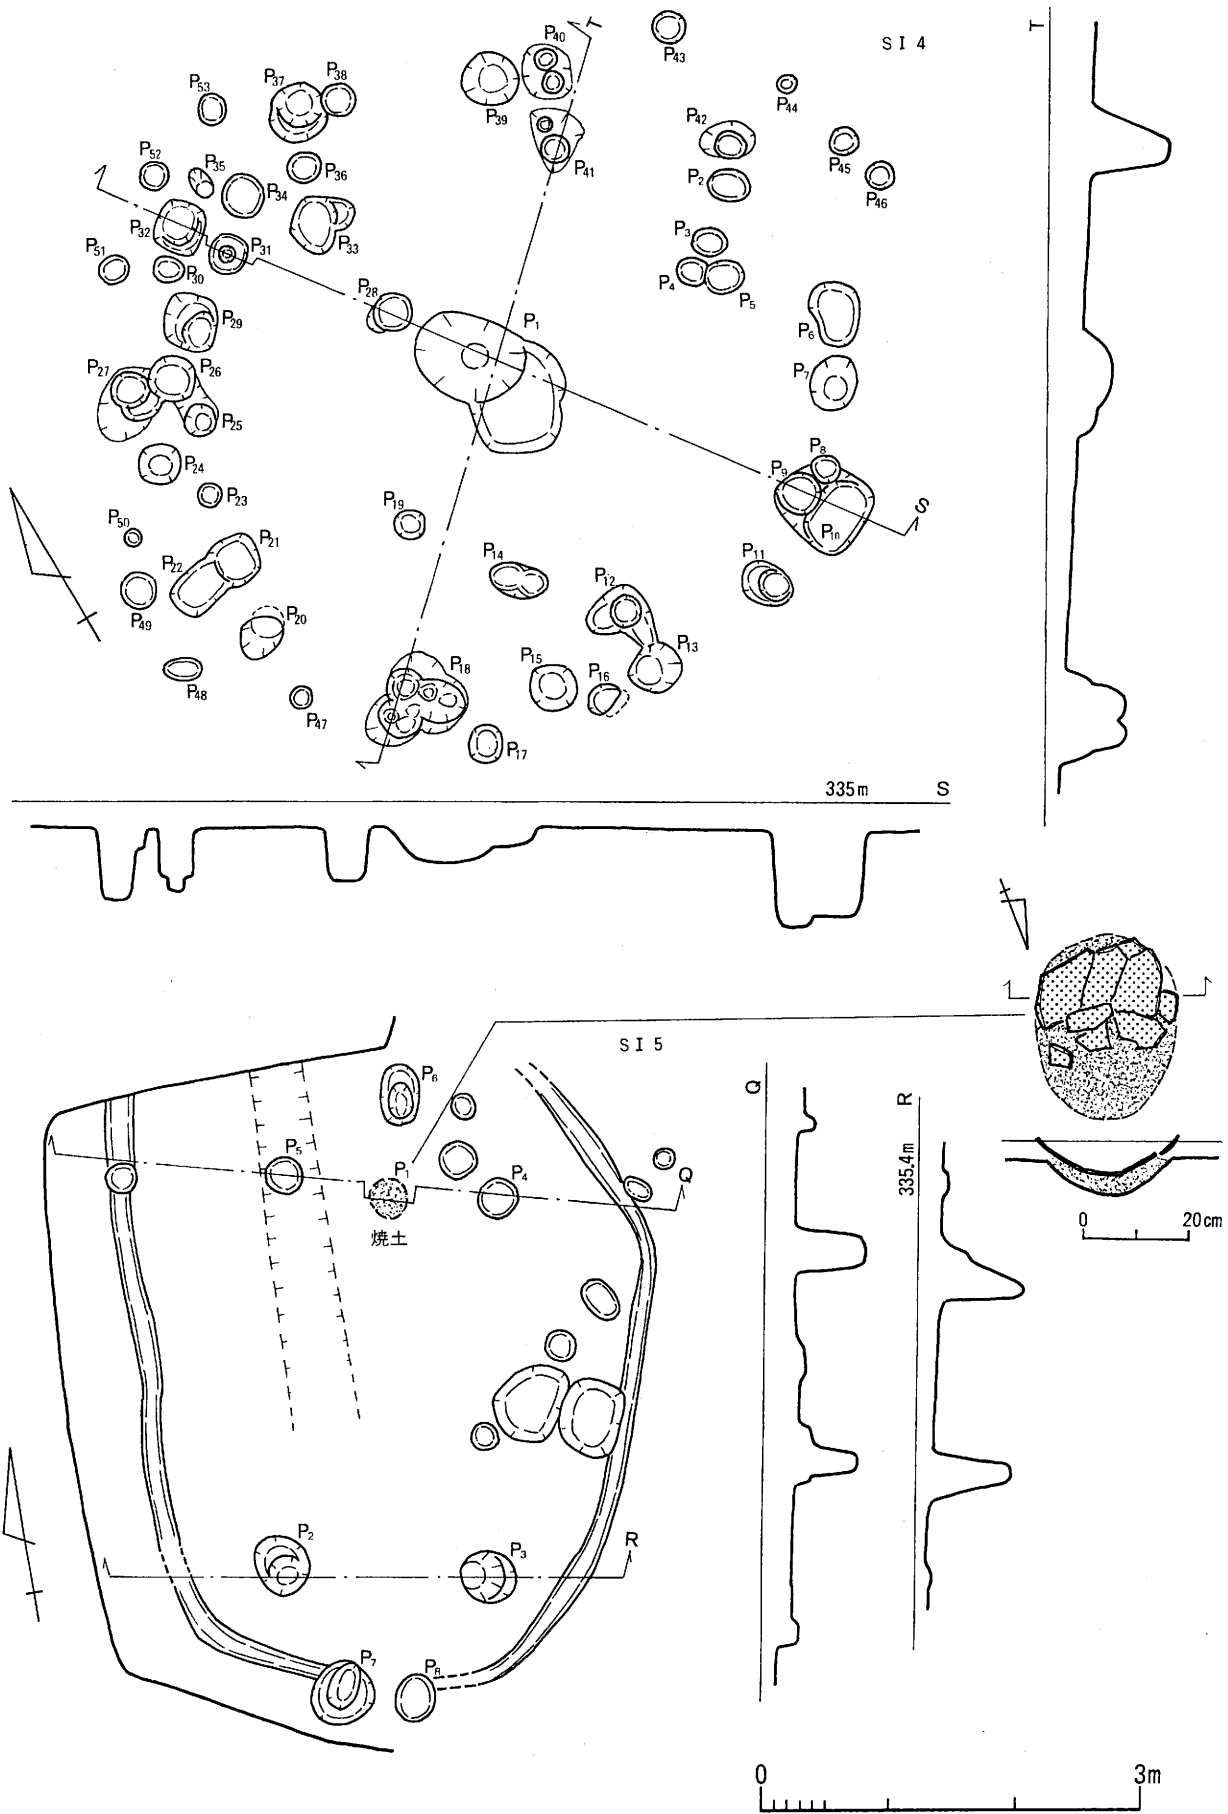 SI4
T
T
P40
P43
P38
P37
P53
P39
P44
P42
P45
P41
P46
P52
P35
P36
P34
P2
P32
P33
P31
P3
P51
P30
P4
P5
P28
P29
P1
P6
P27
P26
P7
P25
P24
P8
P9
P23
P19
S
P50
P10
P21
P14
P11
P22
P12
P49
P20
P13
P18
P15
P16
P48
P47
P17
335m
S
SI5
P6
P5
P1
P4
Q
焼土
Q
R
335.4m
0
20cm
P2
P3
R
P7
P8
0
3m